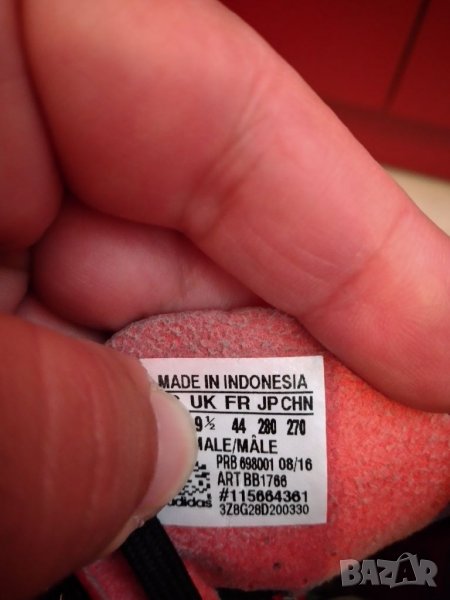 MADE IN INDONESIA
UK FR JP CHN
9½ 44 280 270
MALE/MÂLE
PRB 698001 08/16
ART BB1766
#115664361
adidas 3Z8G28D200330
BAZAR